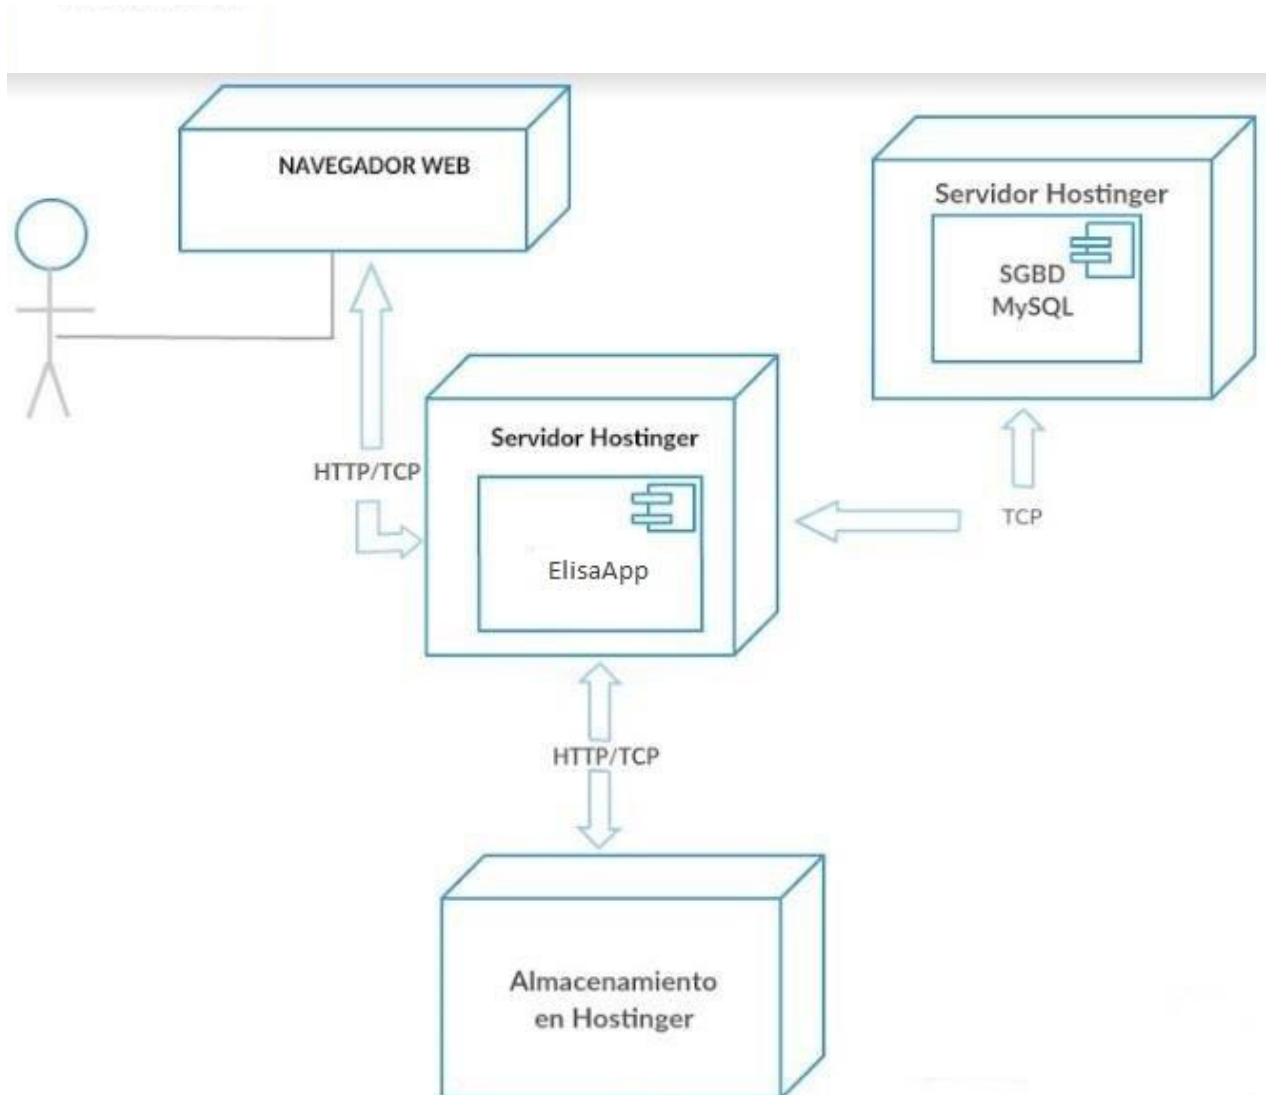 NAVEGADOR WEB
Servidor Hostinger
SGBD
MySQL
Servidor Hostinger
HTTP/TCP
TCP
ElisaApp
HTTP/TCP
Almacenamiento
en Hostinger